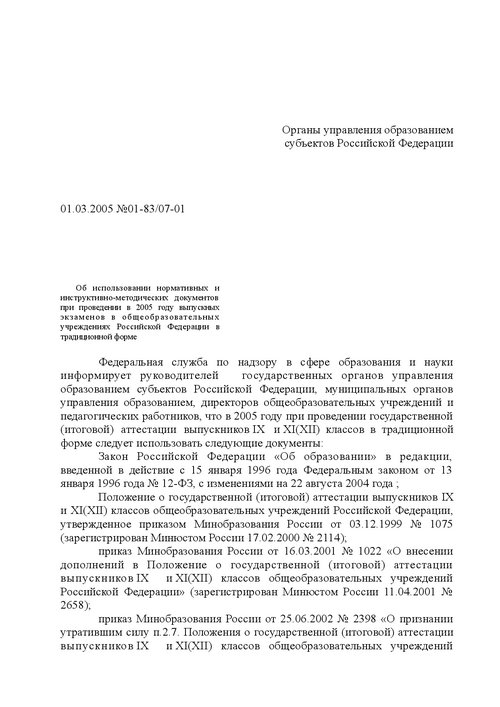 Органы управления образованием
субъектов Российской Федерации
01.03.2005 №01-83/07-01
Об использовании нормативных и
инструктивно-методических документов
при проведении в 2005 году выпускных
экзаменов в общеобразовательных
учреждениях Российской Федерации в
традиционной форме
Федеральная служба по надзору в сфере образования и науки
информирует руководителей государственных органов управления
образованием субъектов Российской Федерации, муниципальных органов
управления образованием, директоров общеобразовательных учреждений и
педагогических работников, что в 2005 году при проведении государственной
(итоговой) аттестации выпускников IX и XI(XII) классов в традиционной
форме следует использовать следующие документы:
Закон Российской Федерации «Об образовании» в редакции,
введенной в действие с 15 января 1996 года Федеральным законом от 13
января 1996 года № 12-ФЗ, с изменениями на 22 августа 2004 года ;
Положение о государственной (итоговой) аттестации выпускников IX
и XI(XII) классов общеобразовательных учреждений Российской Федерации,
утвержденное приказом Минобразования России от 03.12.1999 № 1075
(зарегистрирован Минюстом России 17.02.2000 № 2114);
приказ Минобразования России от 16.03.2001 № 1022 «О внесении
дополнений в Положение о государственной (итоговой) аттестации
выпускников IX и XI(XII) классов общеобразовательных учреждений
Российской Федерации» (зарегистрирован Минюстом России 11.04.2001 №
2658);
приказ Минобразования России от 25.06.2002 № 2398 «О признании
утратившим силу п.2.7. Положения о государственной (итоговой) аттестации
выпускников IX и XI(XII) классов общеобразовательных учреждений